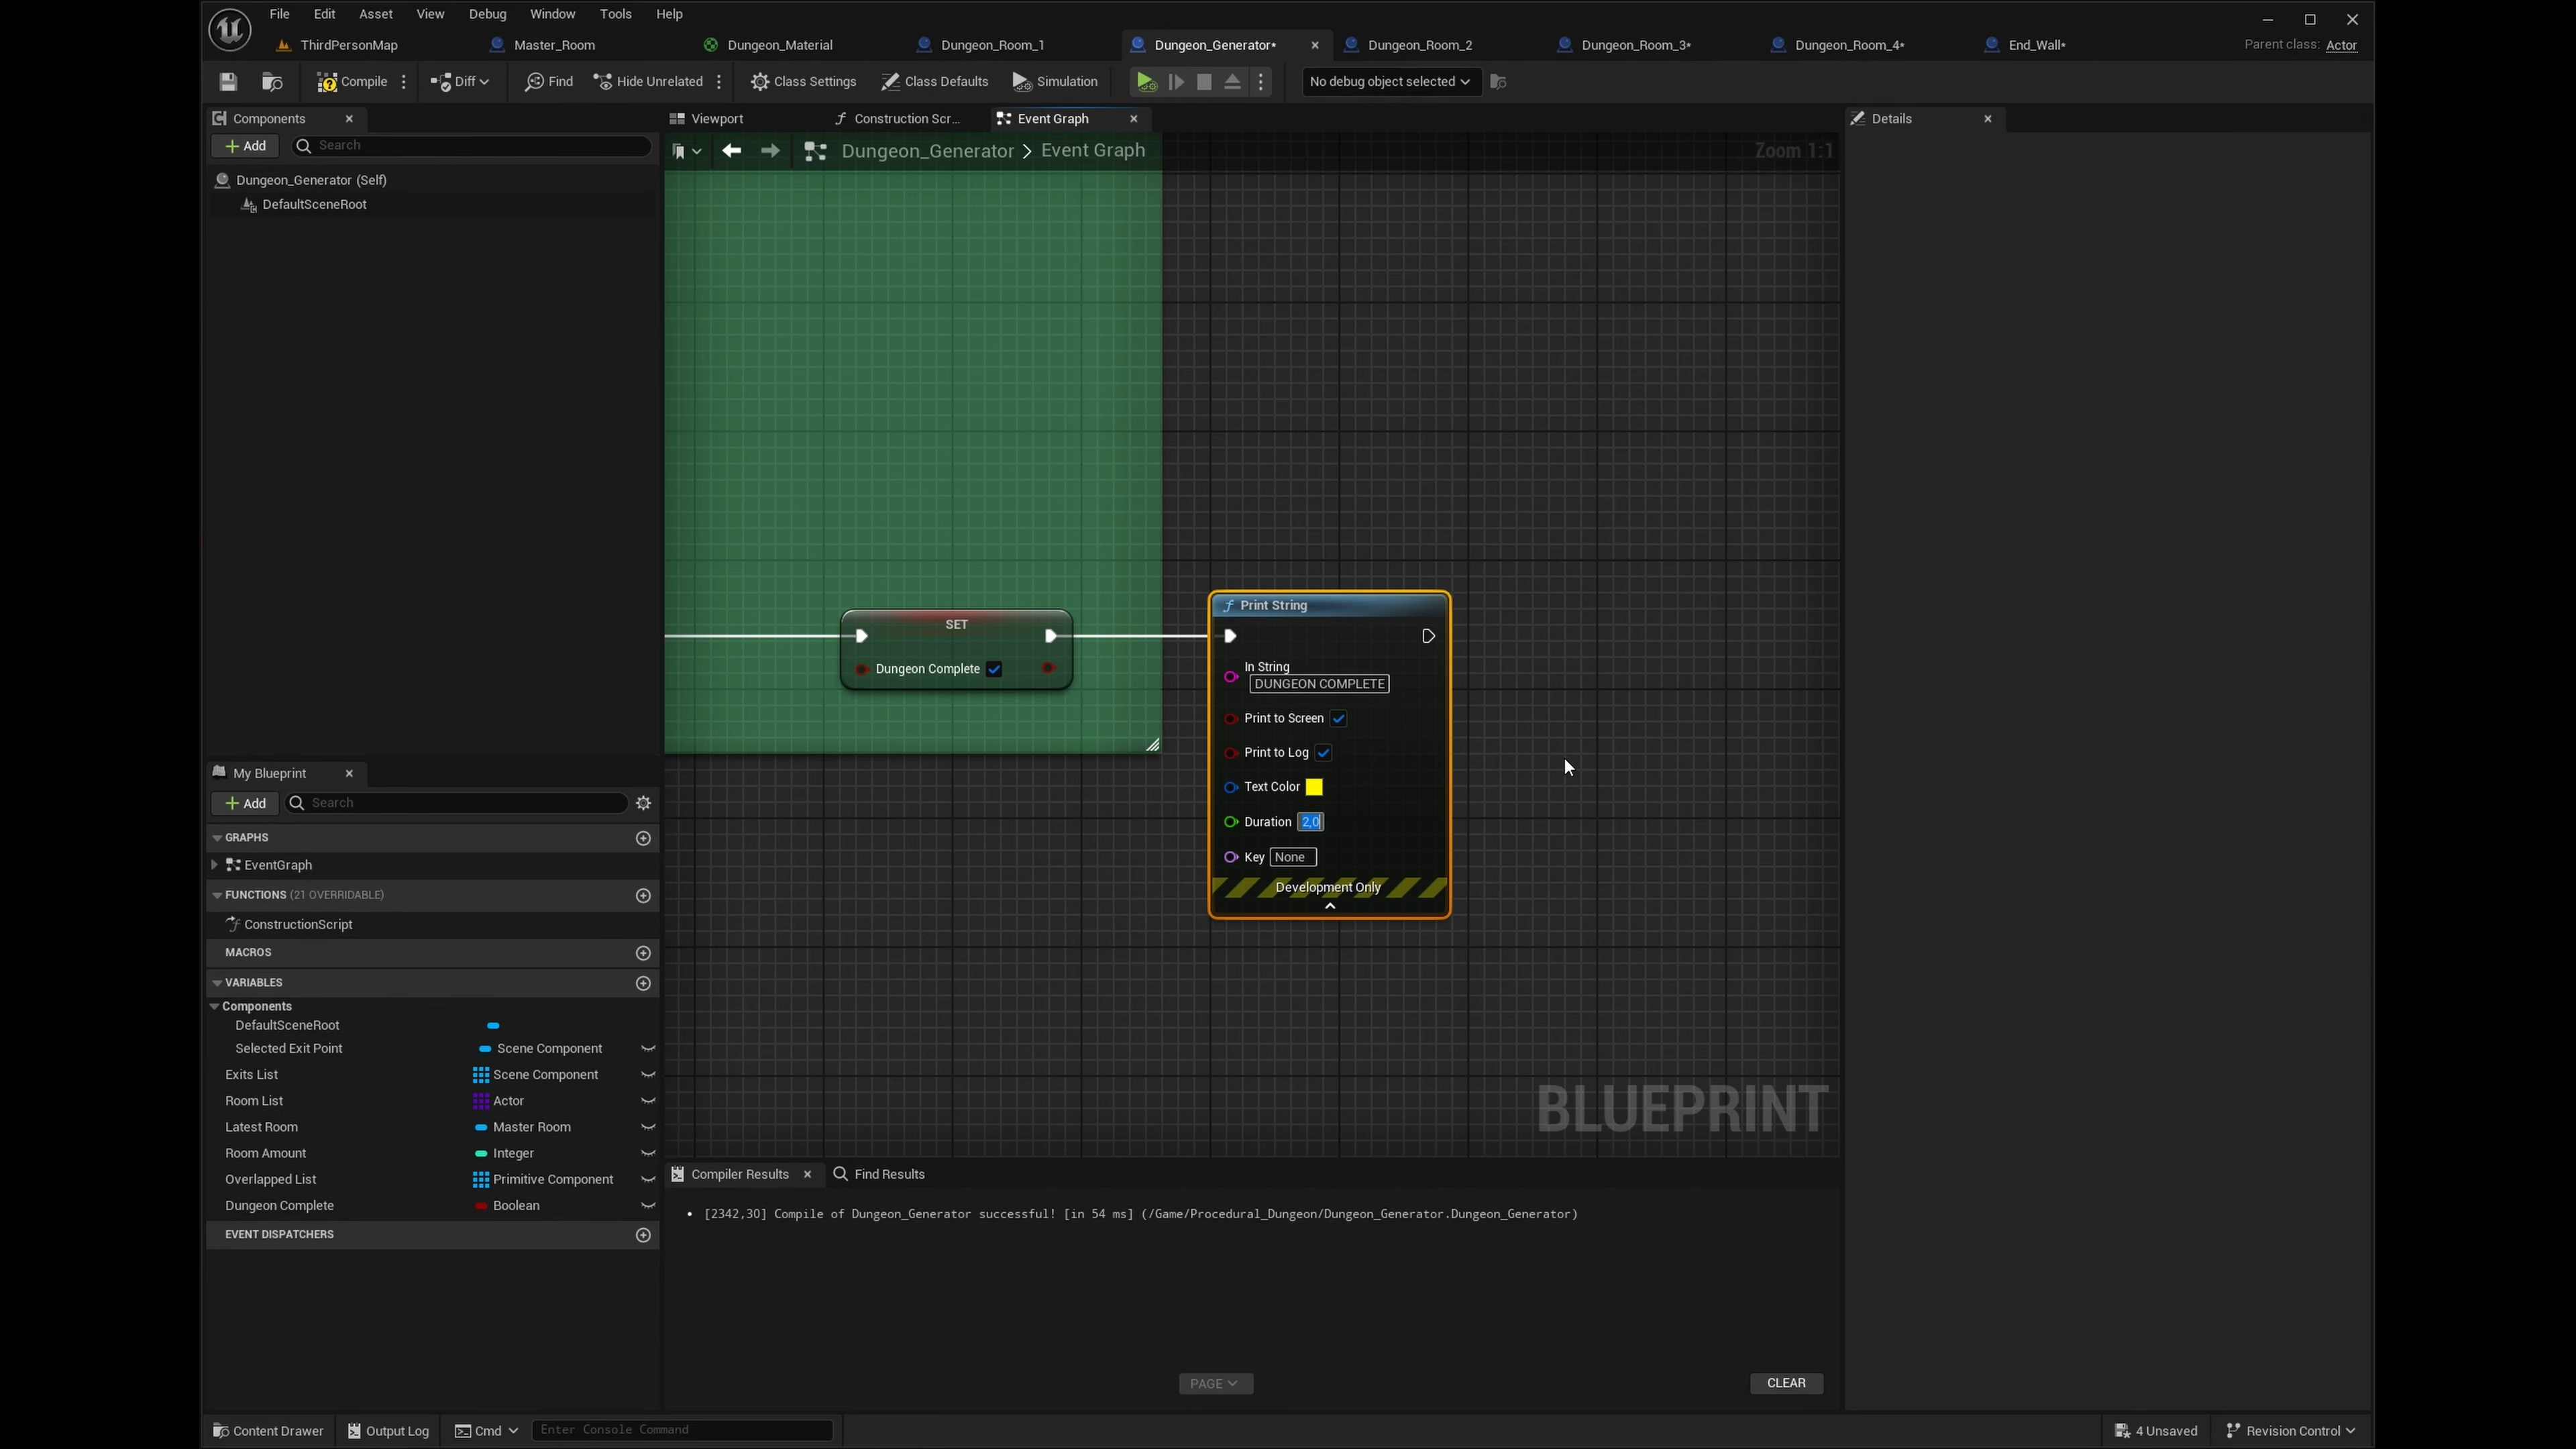 File Edit Asset View Debug Window Tools Help
ThirdPersonMap Master_Room Dungeon_Material Dungeon_Room_1 Dungeon_Generator* Dungeon_Room_2 Dungeon_Room_3* Dungeon_Room_4* End_Wall* Parent class: Actor
Compile Diff Find Hide Unrelated Class Settings Class Defaults Simulation No debug object selected
Components
Add Search
Dungeon_Generator (Self)
DefaultSceneRoot
Viewport Construction Scr... Event Graph
Dungeon_Generator > Event Graph Zoom 1:1
Details
SET
Dungeon Complete
Print String
In String
DUNGEON COMPLETE
Print to Screen
Print to Log
Text Color
Duration 2,0
Key None
Development Only
BLUEPRINT
My Blueprint
Add Search
GRAPHS
EventGraph
FUNCTIONS (21 OVERRIDABLE)
ConstructionScript
MACROS
VARIABLES
Components
DefaultSceneRoot
Selected Exit Point Scene Component
Exits List Scene Component
Room List Actor
Latest Room Master Room
Room Amount Integer
Overlapped List Primitive Component
Dungeon Complete Boolean
EVENT DISPATCHERS
Compiler Results Find Results
• [2342,30] Compile of Dungeon_Generator successful! [in 54 ms] (/Game/Procedural_Dungeon/Dungeon_Generator.Dungeon_Generator)
PAGE CLEAR
Content Drawer Output Log Cmd Enter Console Command 4 Unsaved Revision Control